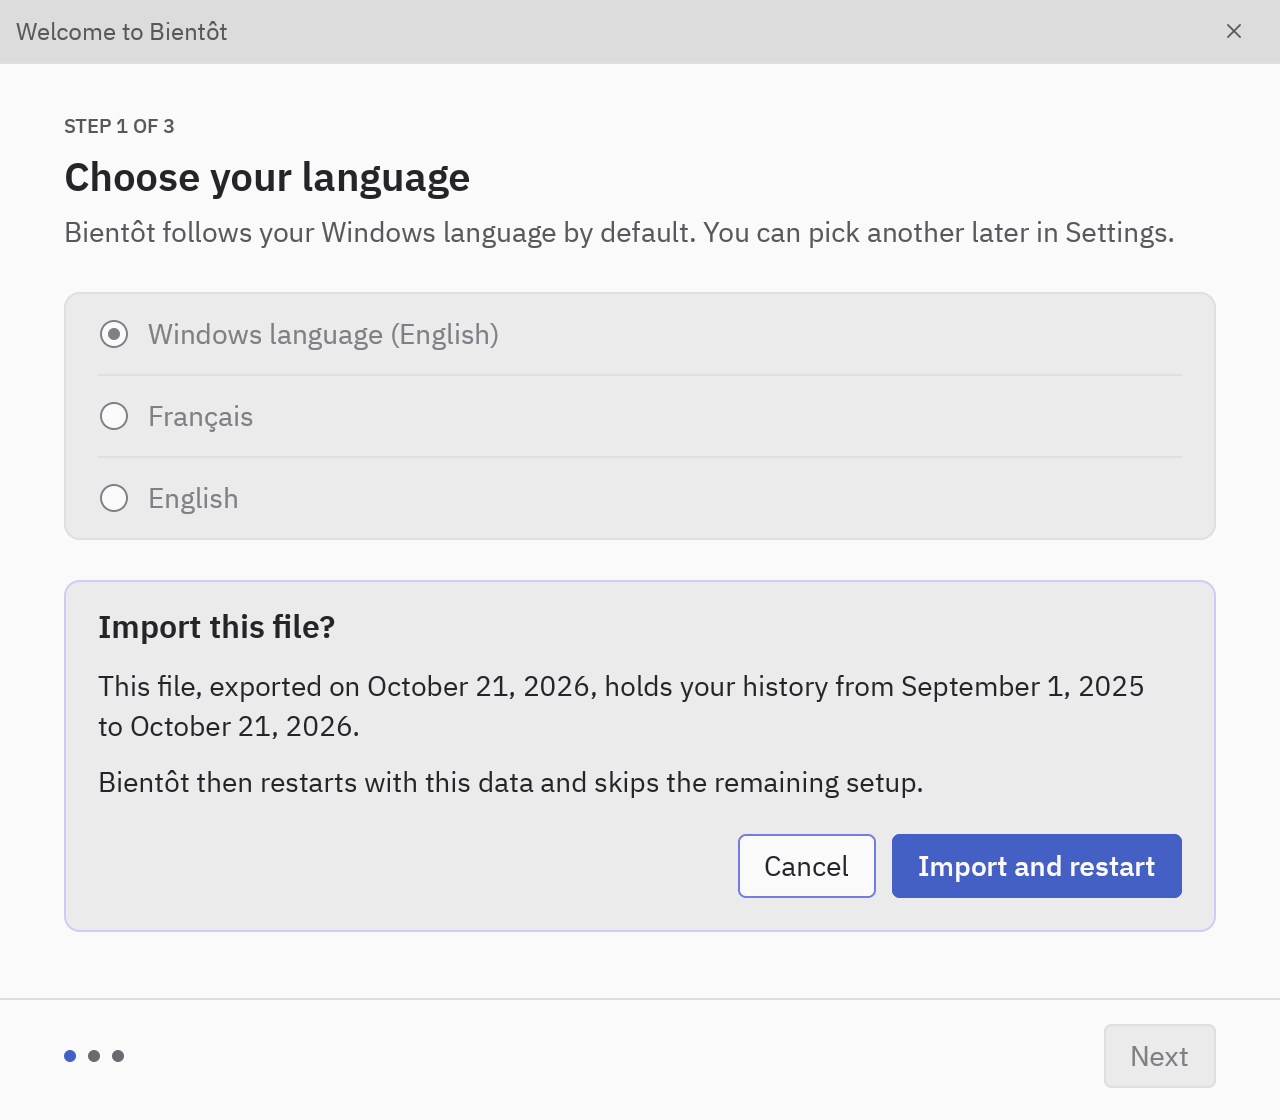 Welcome to Bientôt
STEP 1 OF 3
Choose your language
Bientôt follows your Windows language by default. You can pick another later in Settings.
Windows language (English)
Français
English
Import this file?
This file, exported on October 21, 2026, holds your history from September 1, 2025
to October 21, 2026.
Bientôt then restarts with this data and skips the remaining setup.
Cancel
Import and restart
Next